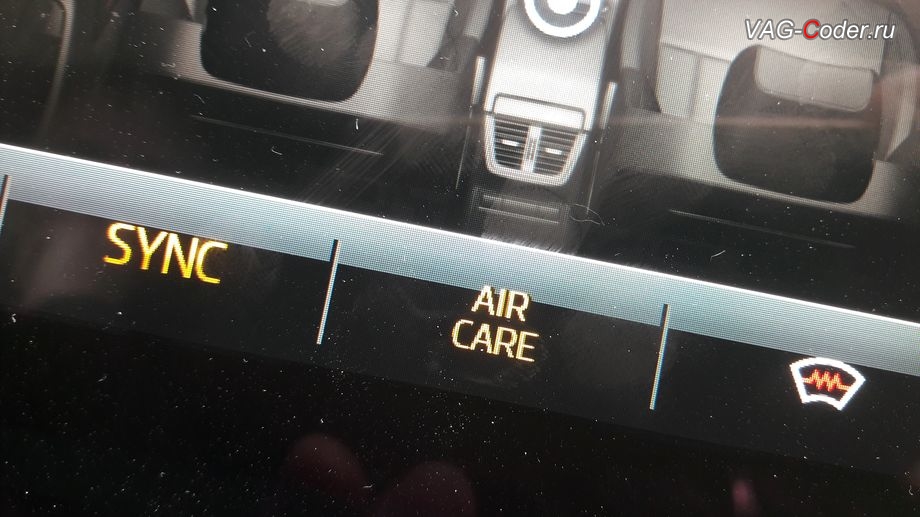 VAG-Coder.ru
SYNC
AIR
CARE